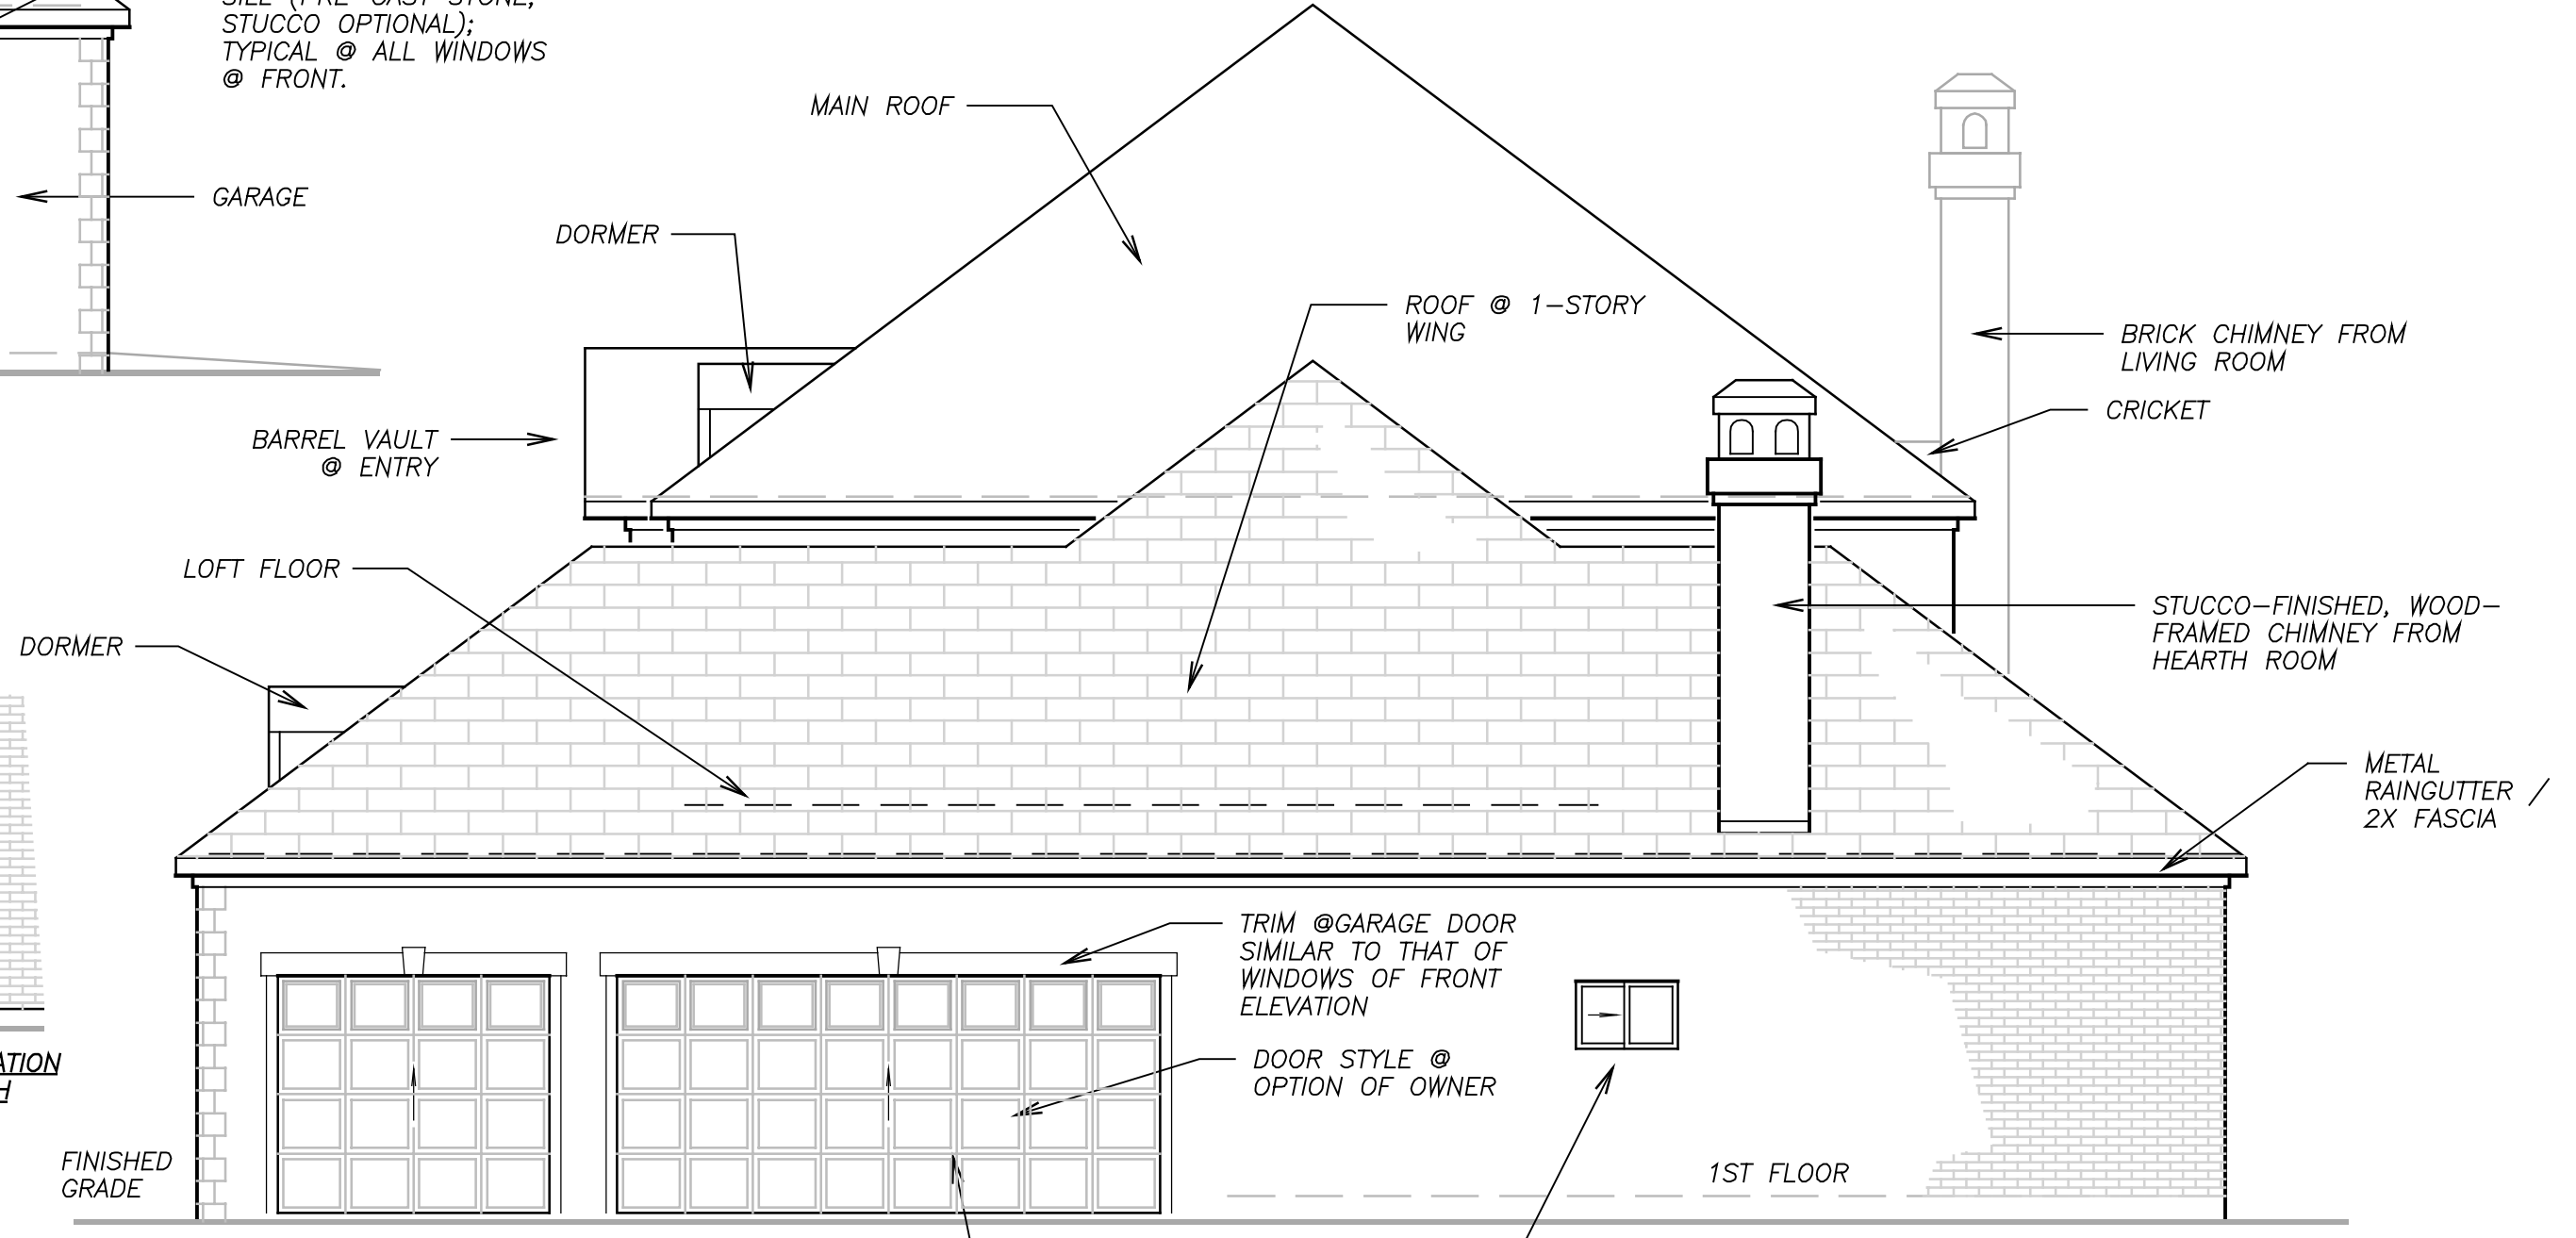 STUCCO OPTIONAL);
TYPICAL @ ALL WINDOWS
@ FRONT.
MAIN ROOF
GARAGE
DORMER
ROOF @ 1-STORY
WING
BRICK CHIMNEY FROM
LIVING ROOM
CRICKET
BARREL VAULT
@ ENTRY
LOFT FLOOR
STUCCO-FINISHED, WOOD-
FRAMED CHIMNEY FROM
HEARTH ROOM
DORMER
METAL
RAINGUTTER /
2X FASCIA
TRIM @GARAGE DOOR
SIMILAR TO THAT OF
WINDOWS OF FRONT
ELEVATION
DOOR STYLE @
OPTION OF OWNER
FINISHED
GRADE
1ST FLOOR